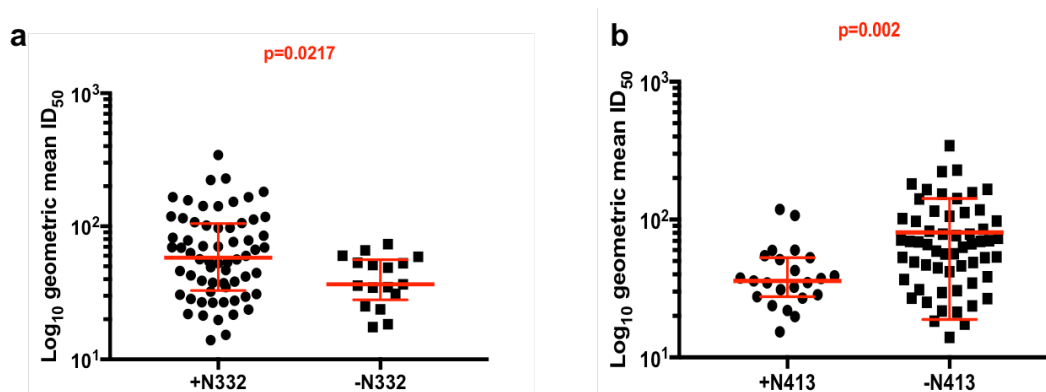 a
p=0.0217
Log10 geometric mean ID50
10³
10²
10¹
+N332
-N332
b
p=0.002
Log10 geometric mean ID50
10³
10²
10¹
+N413
-N413